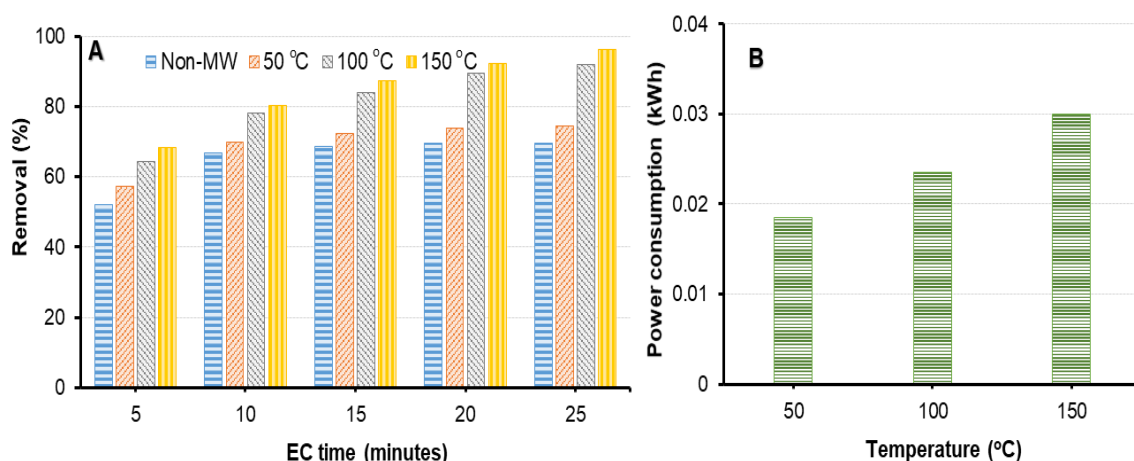 A
Non-MW 50 °C 100 °C 150 °C
Removal (%)
100
80
60
40
20
0
5 10 15 20 25
EC time (minutes)
B
Power consumption (kWh)
0.04
0.03
0.02
0.01
0
50 100 150
Temperature (ºC)